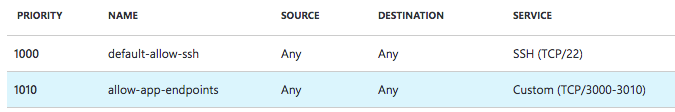 PRIORITY NAME SOURCE DESTINATION SERVICE
1000 default-allow-ssh Any Any SSH (TCP/22)
1010 allow-app-endpoints Any Any Custom (TCP/3000-3010)